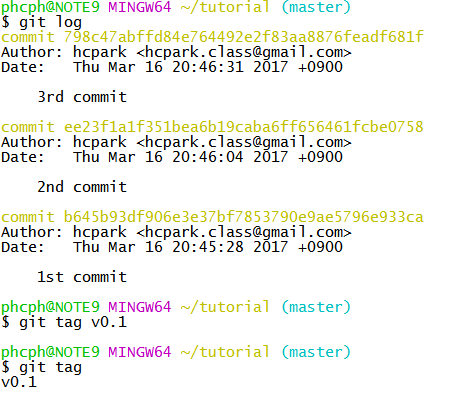 phcph@NOTE9 MINGW64 ~/tutorial (master)
$ git log
commit 798c47abffd84e764492e2f83aa8876feadf681f
Author: hcpark <hcpark.class@gmail.com>
Date:   Thu Mar 16 20:46:31 2017 +0900
    3rd commit
commit ee23f1a1f351bea6b19caba6ff656461fcbe0758
Author: hcpark <hcpark.class@gmail.com>
Date:   Thu Mar 16 20:46:04 2017 +0900
    2nd commit
commit b645b93df906e3e37bf7853790e9ae5796e933ca
Author: hcpark <hcpark.class@gmail.com>
Date:   Thu Mar 16 20:45:28 2017 +0900
    1st commit
phcph@NOTE9 MINGW64 ~/tutorial (master)
$ git tag v0.1
phcph@NOTE9 MINGW64 ~/tutorial (master)
$ git tag
v0.1